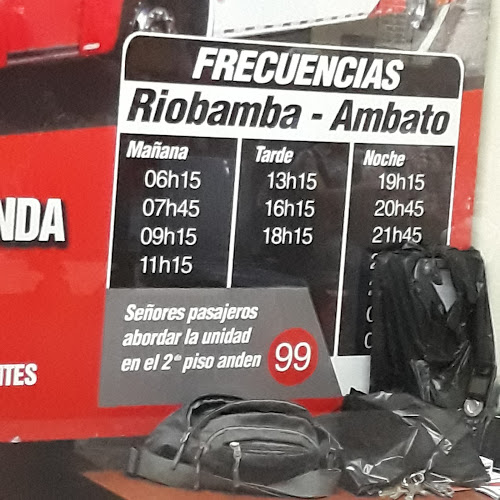 FRECUENCIAS
Riobamba - Ambato
Mañana
06h15
07h45
09h15
11h15
Tarde
13h15
16h15
18h15
Noche
19h15
20h45
21h45
Señores pasajeros
abordar la unidad
en el 2do piso anden 99
NDA
NTES